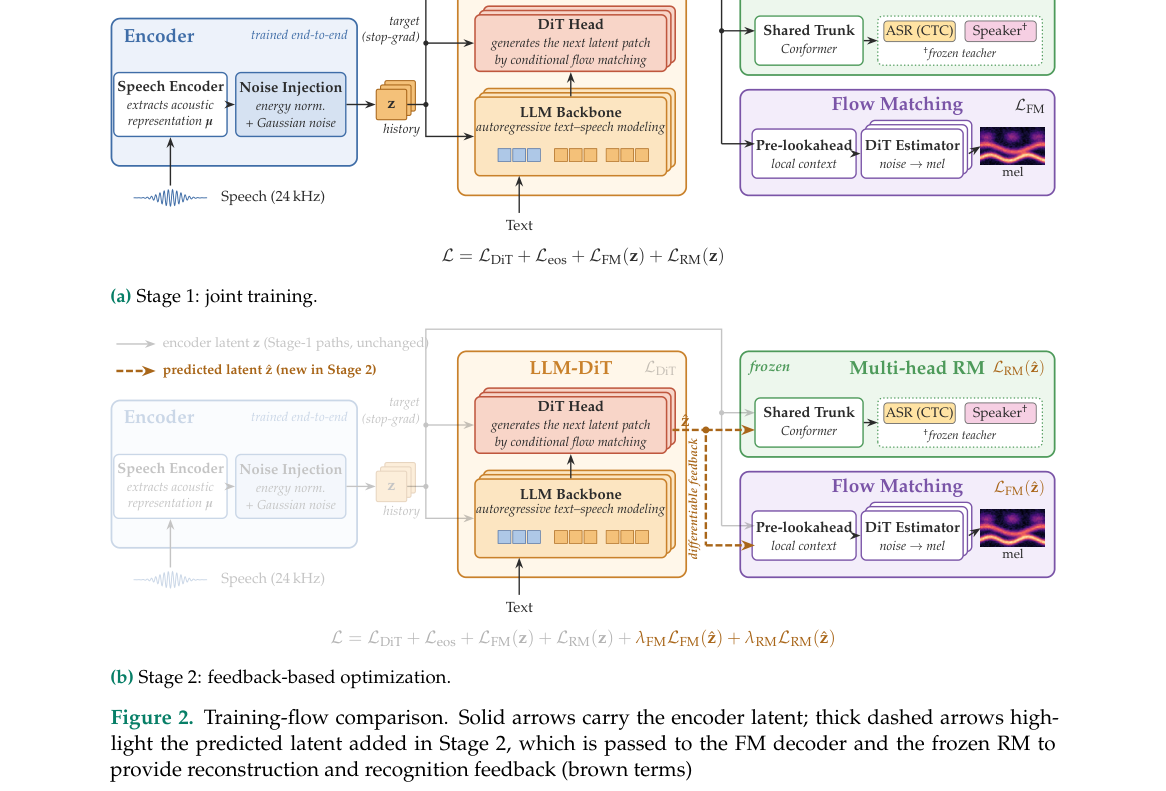 target
(stop-grad)
Encoder
trained end-to-end
Speech Encoder
extracts acoustic
representation μ
Noise Injection
energy norm.
+ Gaussian noise
z
history
Speech (24 kHz)
DiT Head
generates the next latent patch
by conditional flow matching
LLM Backbone
autoregressive text–speech modeling
Text
Shared Trunk
Conformer
ASR (CTC)
Speaker†
†frozen teacher
Flow Matching
ℒFM
Pre-lookahead
local context
DiT Estimator
noise → mel
mel
ℒ = ℒDiT + ℒeos + ℒFM(z) + ℒRM(z)
(a) Stage 1: joint training.
encoder latent z (Stage-1 paths, unchanged)
predicted latent ẑ (new in Stage 2)
target
(stop-grad)
Encoder
trained end-to-end
Speech Encoder
extracts acoustic
representation μ
Noise Injection
energy norm.
+ Gaussian noise
z
history
Speech (24 kHz)
LLM-DiT
ℒDiT
DiT Head
generates the next latent patch
by conditional flow matching
LLM Backbone
autoregressive text–speech modeling
Text
ẑ
differentiable feedback
frozen
Multi-head RM
ℒRM(ẑ)
Shared Trunk
Conformer
ASR (CTC)
Speaker†
†frozen teacher
Flow Matching
ℒFM(ẑ)
Pre-lookahead
local context
DiT Estimator
noise → mel
mel
ℒ = ℒDiT + ℒeos + ℒFM(z) + ℒRM(z) + λFMℒFM(ẑ) + λRMℒRM(ẑ)
(b) Stage 2: feedback-based optimization.
Figure 2. Training-flow comparison. Solid arrows carry the encoder latent; thick dashed arrows high-
light the predicted latent added in Stage 2, which is passed to the FM decoder and the frozen RM to
provide reconstruction and recognition feedback (brown terms)